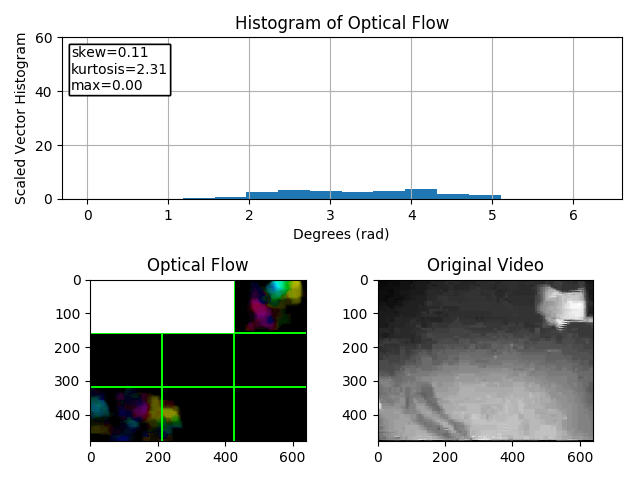 Histogram of Optical Flow
Scaled Vector Histogram
60
40
20
0
skew=0.11
kurtosis=2.31
max=0.00
0 1 2 3 4 5 6
Degrees (rad)
Optical Flow
0
100
200
300
400
0 200 400 600
Original Video
0
100
200
300
400
0 200 400 600